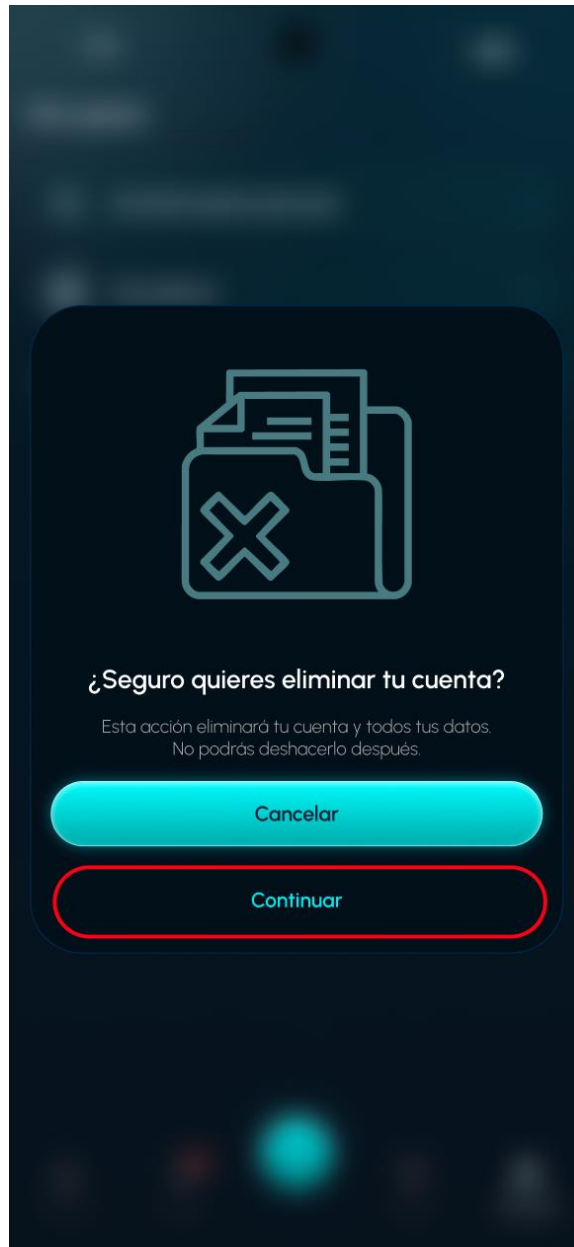 ¿Seguro quieres eliminar tu cuenta?
Esta acción eliminará tu cuenta y todos tus datos.
No podrás deshacerlo después.
Cancelar
Continuar